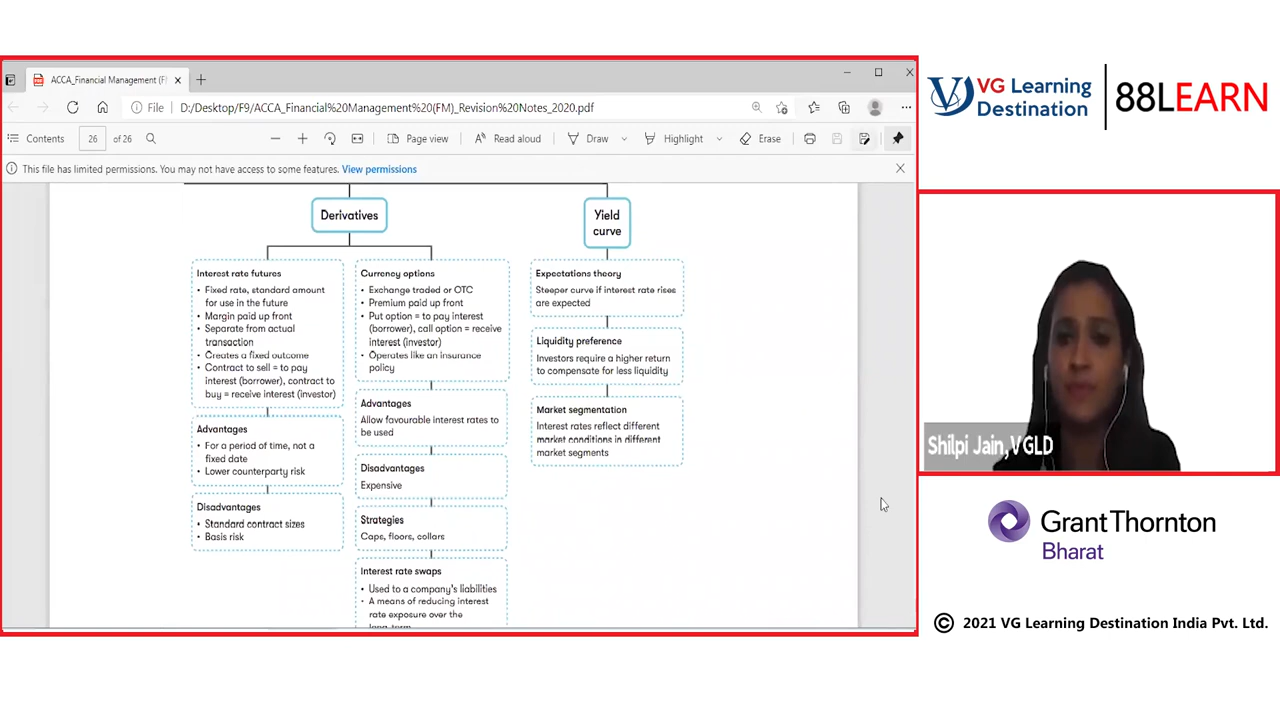 ACCA_Financial Management (F
D:/Desktop/F9/ACCA_Financial%20Management%20(FM)_Revision%20Notes_2020.pdf
File
Contents
26
of 26
Page view
Read aloud
Draw
Highlight
Erase
This file has limited permissions. You may not have access to some features. View permissions
Derivatives
Interest rate futures
• Fixed rate, standard amount
for use in the future
• Margin paid up front
• Separate from actual
transaction
• Creates a fixed outcome
• Contract to sell = to pay
interest (borrower), contract to
buy = receive interest (investor)
Advantages
• For a period of time, not a
fixed date
• Lower counterparty risk
Disadvantages
• Standard contract sizes
• Basis risk
Currency options
• Exchange traded or OTC
• Premium paid up front
• Put option = to pay interest
(borrower), call option = receive
interest (investor)
• Operates like an insurance
policy
Advantages
Allow favourable interest rates to
be used
Disadvantages
Expensive
Strategies
Caps, floors, collars
Interest rate swaps
• Used to a company's liabilities
• A means of reducing interest
rate exposure over the
long-term
Yield
curve
Expectations theory
Steeper curve if interest rate rises
are expected
Liquidity preference
Investors require a higher return
to compensate for less liquidity
Market segmentation
Interest rates reflect different
market conditions in different
market segments
VG Learning
Destination
88LEARN
Shilpi Jain,VGLD
Grant Thornton
Bharat
© 2021 VG Learning Destination India Pvt. Ltd.